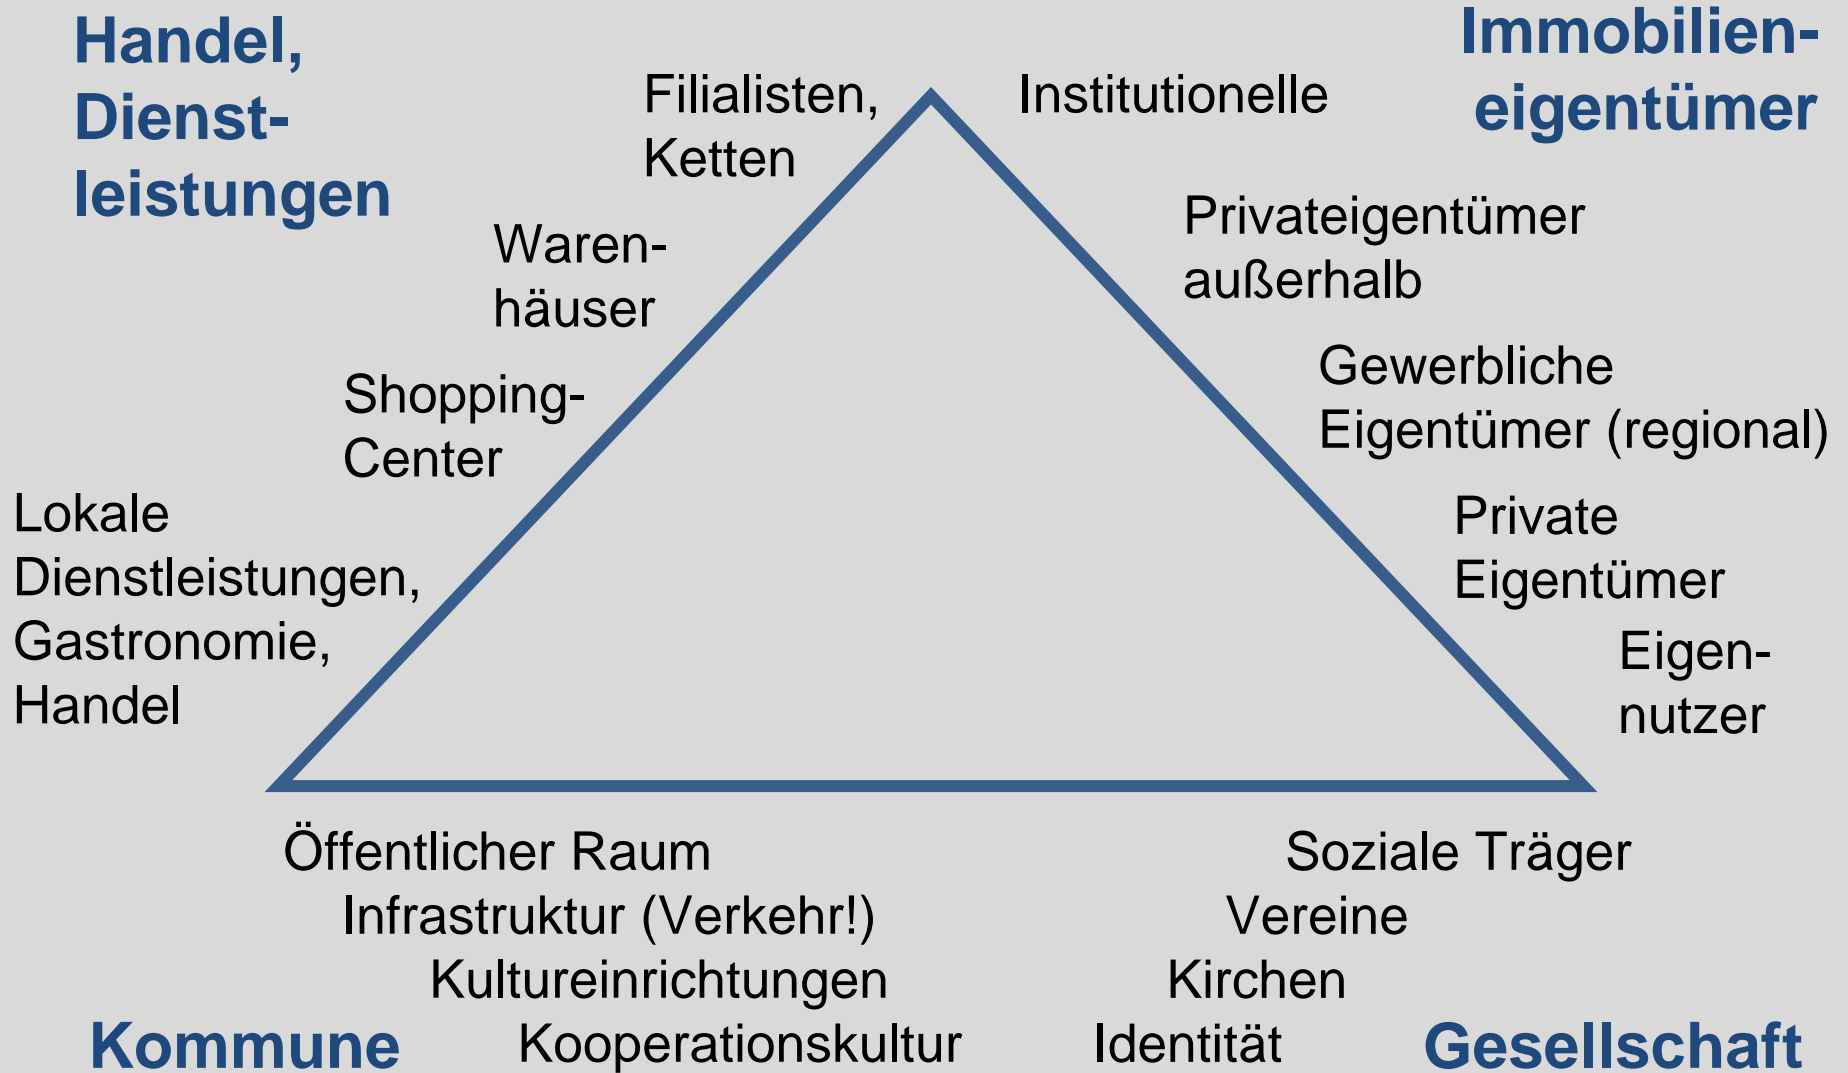 Handel,
Dienst-
leistungen
Filialisten,
Ketten
Waren-
häuser
Shopping-
Center
Lokale
Dienstleistungen,
Gastronomie,
Handel
Immobilien-
eigentümer
Institutionelle
Privateigentümer
außerhalb
Gewerbliche
Eigentümer (regional)
Private
Eigentümer
Eigen-
nutzer
Öffentlicher Raum
Infrastruktur (Verkehr!)
Kultureinrichtungen
Kooperationskultur
Kommune
Soziale Träger
Vereine
Kirchen
Identität
Gesellschaft